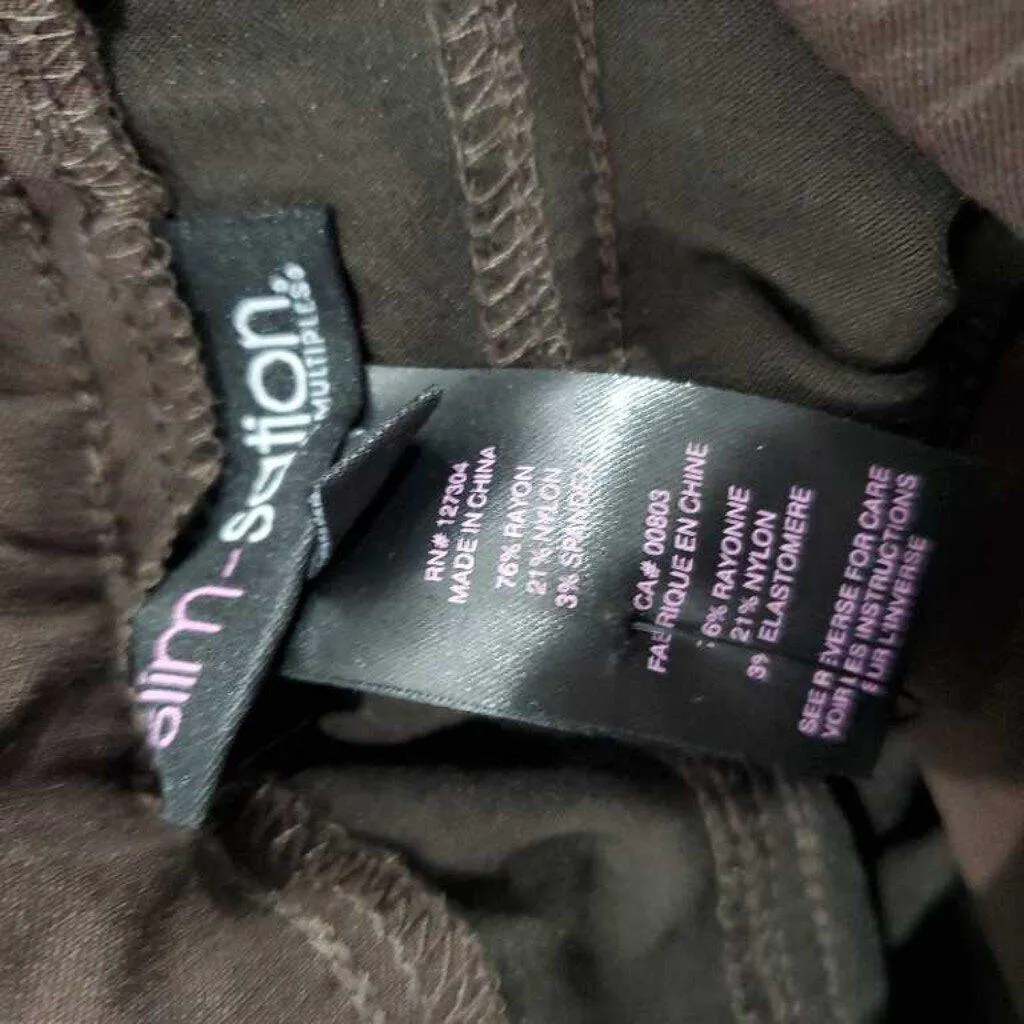 slim-sation®
MULTIPLES®
RN# 127304
MADE IN CHINA
76% RAYON
21% NYLON
3% SPANDEX
CA# 00803
FABRIQUE EN CHINE
6% RAYONNE
21% NYLON
3% ELASTOMERE
SEE REVERSE FOR CARE
VOIR LES INSTRUCTIONS
SUR L'INVERSE